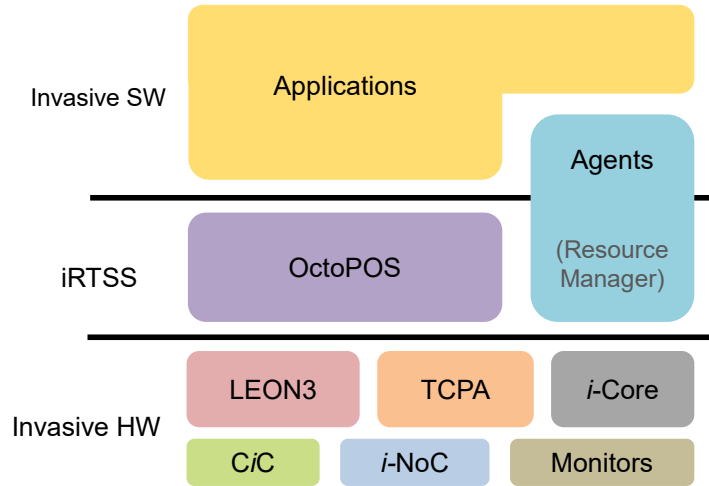 Invasive SW
Applications
Agents
iRTSS
OctoPOS
(Resource
Manager)
Invasive HW
LEON3
TCPA
i-Core
CiC
i-NoC
Monitors